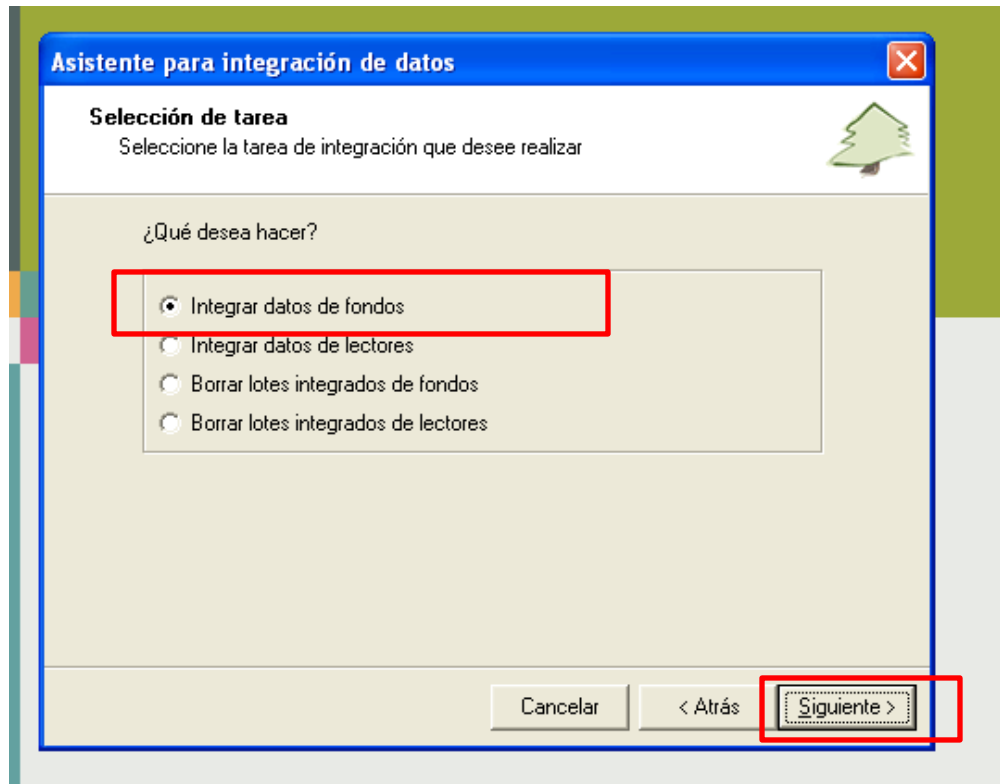 Asistente para integración de datos
Selección de tarea
Seleccione la tarea de integración que desee realizar
¿Qué desea hacer?
Integrar datos de fondos
Integrar datos de lectores
Borrar lotes integrados de fondos
Borrar lotes integrados de lectores
Cancelar < Atrás Siguiente >